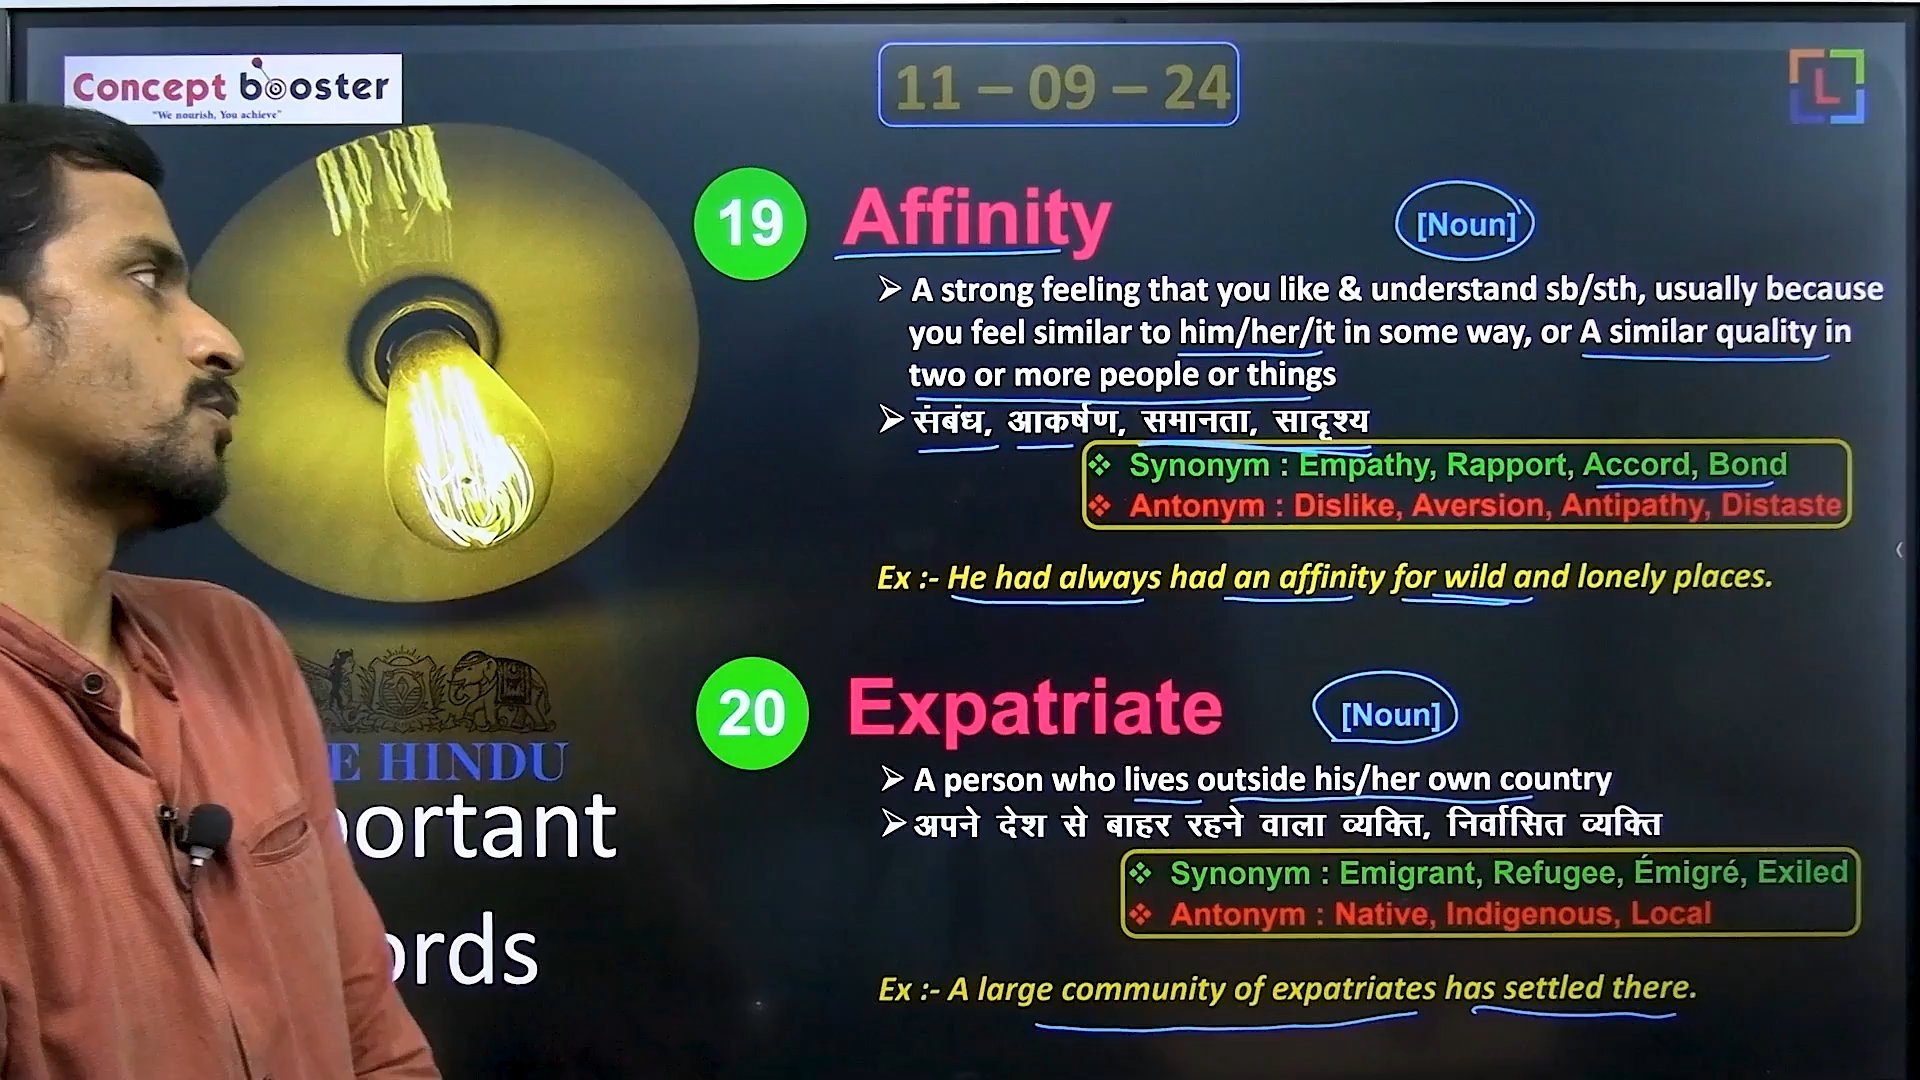 Concept booster
"We nourish, You achieve"
11 – 09 – 24
L
19 Affinity [Noun]
➢ A strong feeling that you like & understand sb/sth, usually because
you feel similar to him/her/it in some way, or A similar quality in
two or more people or things
➢ संबंध, आकर्षण, समानता, सादृश्य
❖ Synonym : Empathy, Rapport, Accord, Bond
❖ Antonym : Dislike, Aversion, Antipathy, Distaste
Ex :- He had always had an affinity for wild and lonely places.
20 Expatriate [Noun]
➢ A person who lives outside his/her own country
➢ अपने देश से बाहर रहने वाला व्यक्ति, निर्वासित व्यक्ति
❖ Synonym : Emigrant, Refugee, Émigré, Exiled
❖ Antonym : Native, Indigenous, Local
Ex :- A large community of expatriates has settled there.
E HINDU
portant
ords